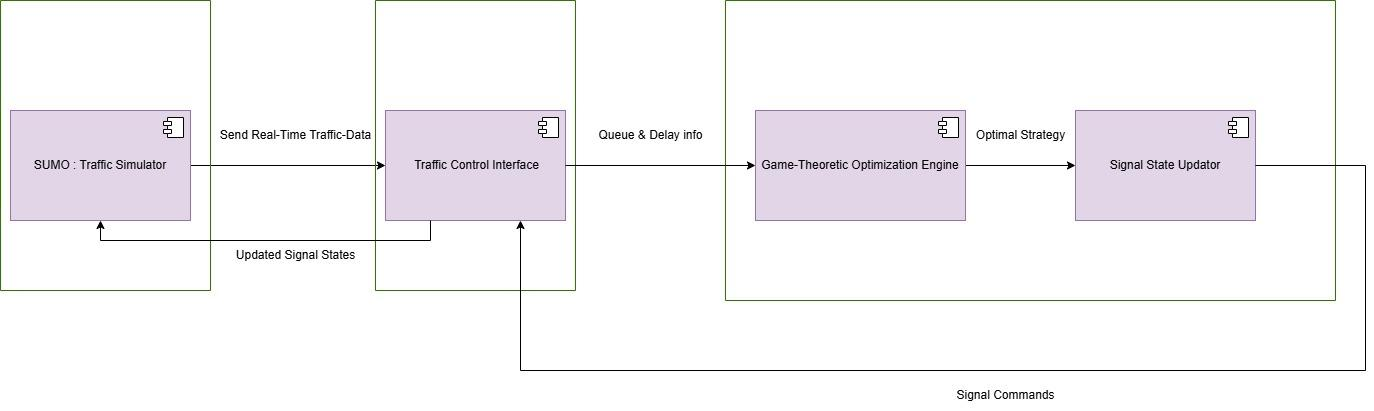 Send Real-Time Traffic-Data
Queue & Delay info
Optimal Strategy
SUMO : Traffic Simulator
Traffic Control Interface
Game-Theoretic Optimization Engine
Signal State Updator
Updated Signal States
Signal Commands